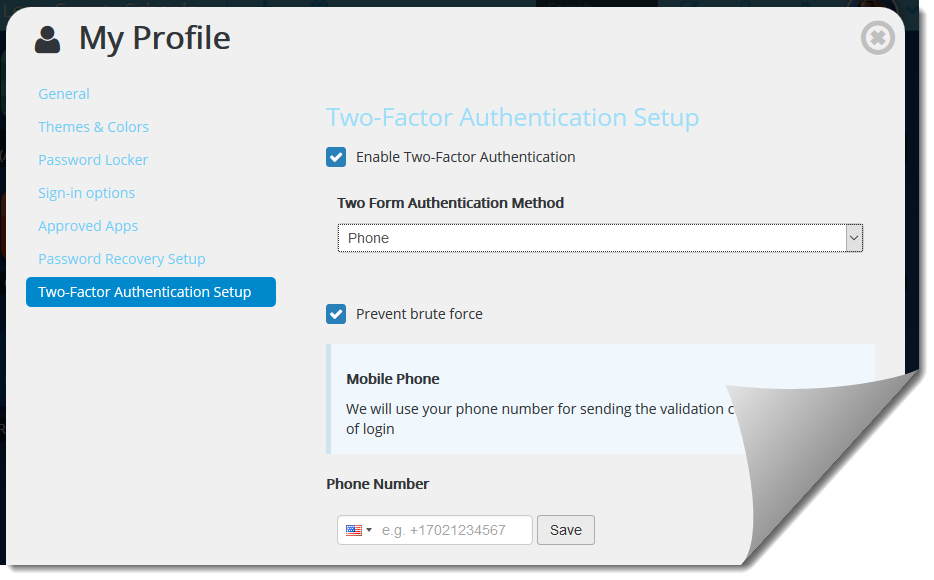 My Profile
General
Themes & Colors
Password Locker
Sign-in options
Approved Apps
Password Recovery Setup
Two-Factor Authentication Setup
Two-Factor Authentication Setup
Enable Two-Factor Authentication
Two Form Authentication Method
Phone
Prevent brute force
Mobile Phone
We will use your phone number for sending the validation
of login
Phone Number
e.g. +17021234567
Save